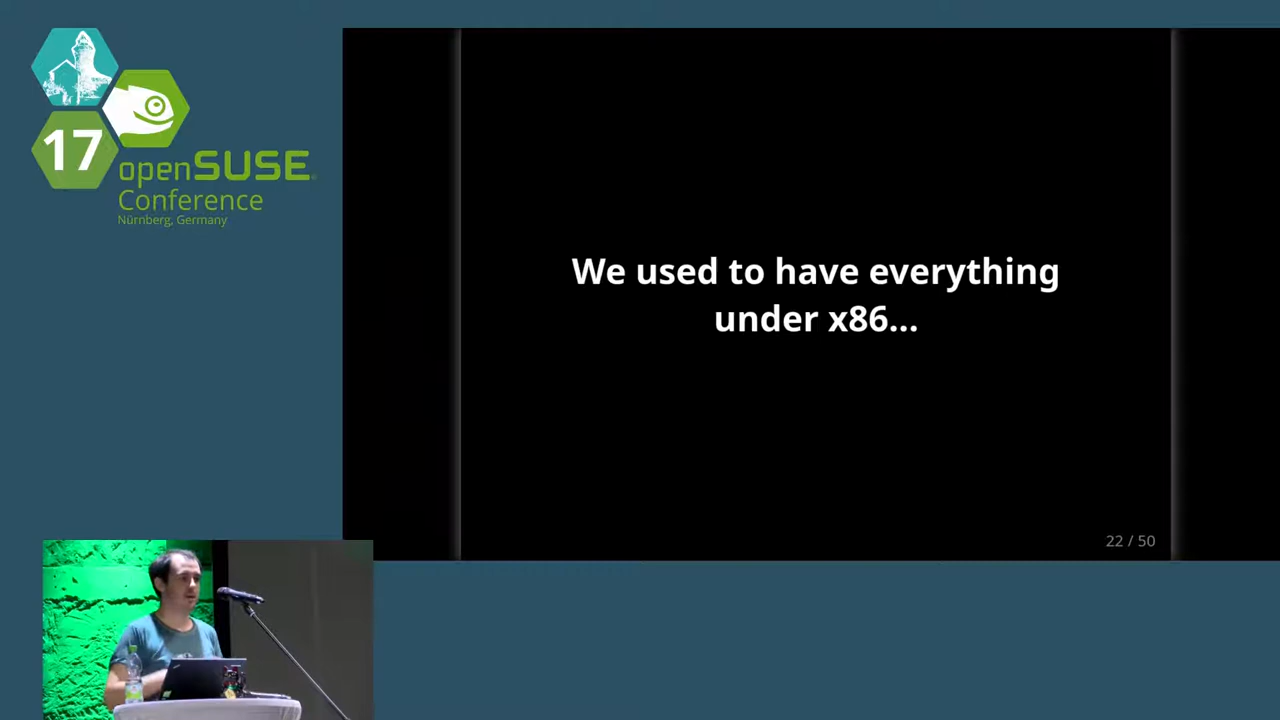 17
openSUSE
Conference
Nürnberg, Germany
We used to have everything
under x86...
22 / 50